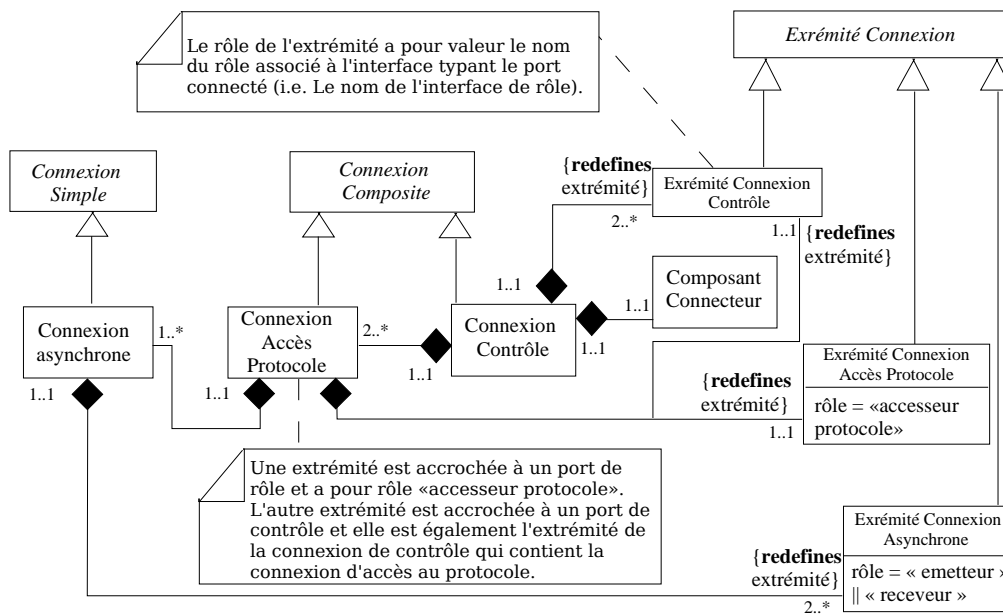 Le rôle de l'extrémité a pour valeur le nom
du rôle associé à l'interface typant le port
connecté (i.e. Le nom de l'interface de rôle).
Exrémité Connexion
Connexion
Simple
Connexion
Composite
{redefines
extrémité}
2..*
Exrémité Connexion
Contrôle
1..1
{redefines
extrémité}
1..1
Composant
Connecteur
1..1
1..1
Connexion
asynchrone
1..*
1..1
Connexion
Accès
Protocole
2..*
1..1
1..1
Connexion
Contrôle
{redefines
extrémité}
1..1
Exrémité Connexion
Accès Protocole
rôle = «accesseur
protocole»
Une extrémité est accrochée à un port de
rôle et a pour rôle «accesseur protocole».
L'autre extrémité est accrochée à un port de
contrôle et elle est également l'extrémité de
la connexion de contrôle qui contient la
connexion d'accès au protocole.
{redefines
extrémité}
2..*
Exrémité Connexion
Asynchrone
rôle = « emetteur »
|| « receveur »